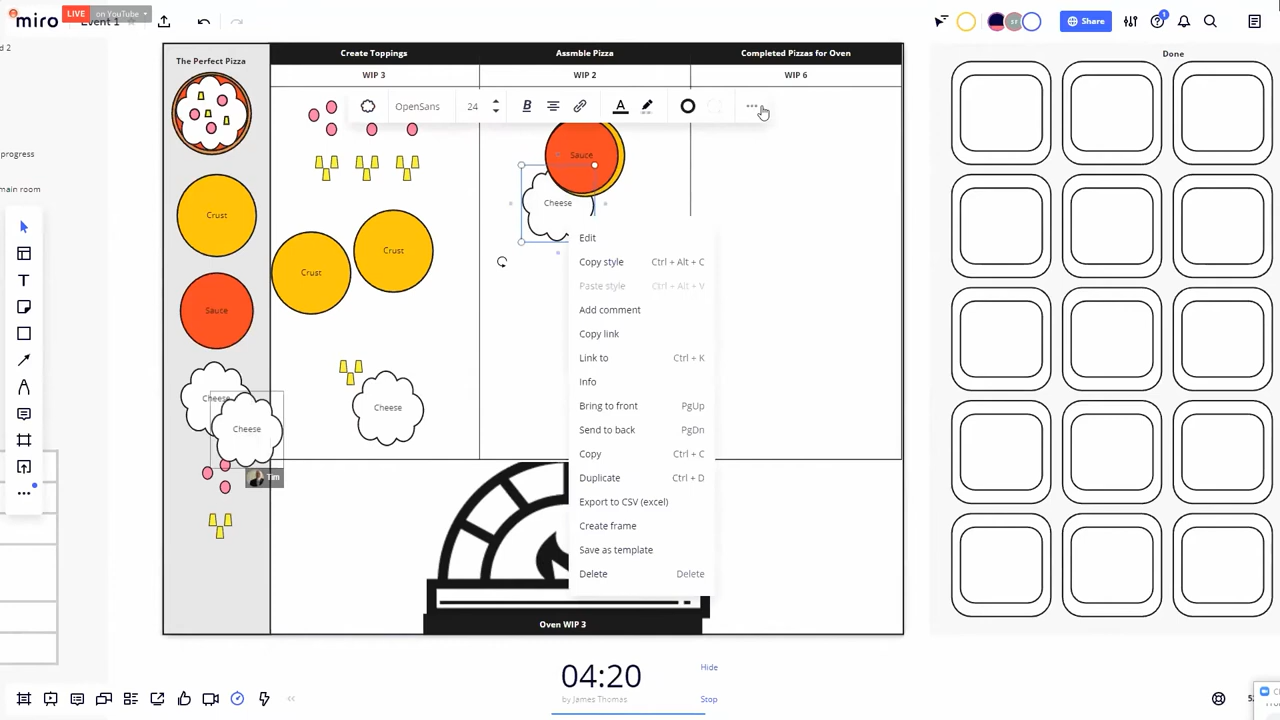 miro
LIVE on YouTube
Event 1
Share
1
d 2
progress
main room
The Perfect Pizza
Create Toppings
Assmble Pizza
Completed Pizzas for Oven
WIP 3
WIP 2
WIP 6
Done
OpenSans
24
B
A
Sauce
Cheese
Crust
Crust
Crust
Sauce
Cheese
Cheese
Cheese
Tim
Edit
Copy style Ctrl + Alt + C
Paste style Ctrl + Alt + V
Add comment
Copy link
Link to Ctrl + K
Info
Bring to front PgUp
Send to back PgDn
Copy Ctrl + C
Duplicate Ctrl + D
Export to CSV (excel)
Create frame
Save as template
Delete Delete
Oven WIP 3
04:20
by James Thomas
Hide
Stop